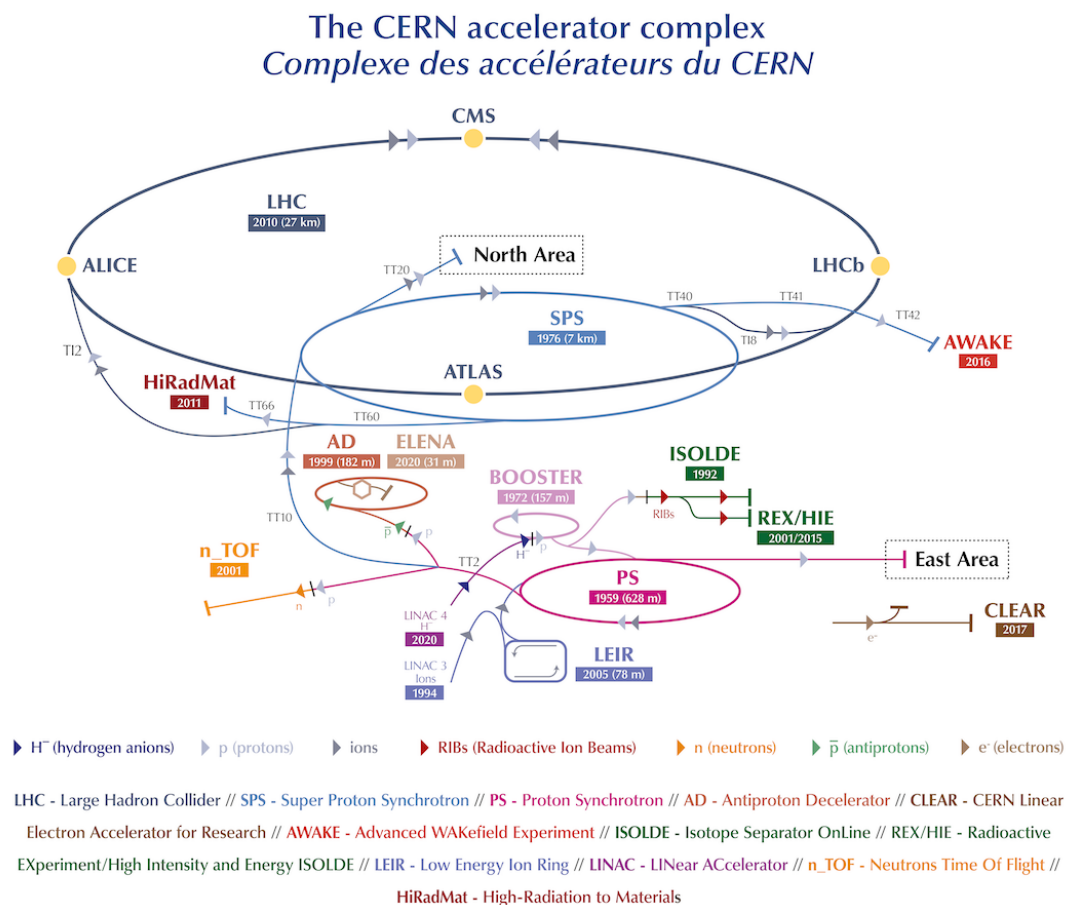 The CERN accelerator complex
Complexe des accélérateurs du CERN
CMS
LHC
2010 (27 km)
North Area
TT20
ALICE
LHCb
TT40
TT41
TT42
SPS
1976 (7 km)
TI8
AWAKE
2016
TI2
ATLAS
HiRadMat
2011
TT66
TT60
AD
1999 (182 m)
ELENA
2020 (31 m)
ISOLDE
1992
BOOSTER
1972 (157 m)
RIBs
REX/HIE
2001/2015
TT10
p̅
p
H⁻
p
n_TOF
2001
TT2
East Area
PS
1959 (628 m)
n
p
LINAC 4
H⁻
2020
CLEAR
2017
e⁻
LEIR
2005 (78 m)
LINAC 3
Ions
1994
H⁻ (hydrogen anions) p (protons) ions RIBs (Radioactive Ion Beams) n (neutrons) p̅ (antiprotons) e⁻ (electrons)
LHC - Large Hadron Collider // SPS - Super Proton Synchrotron // PS - Proton Synchrotron // AD - Antiproton Decelerator // CLEAR - CERN Linear
Electron Accelerator for Research // AWAKE - Advanced WAKefield Experiment // ISOLDE - Isotope Separator OnLine // REX/HIE - Radioactive
EXperiment/High Intensity and Energy ISOLDE // LEIR - Low Energy Ion Ring // LINAC - LINear ACcelerator // n_TOF - Neutrons Time Of Flight //
HiRadMat - High-Radiation to Materials